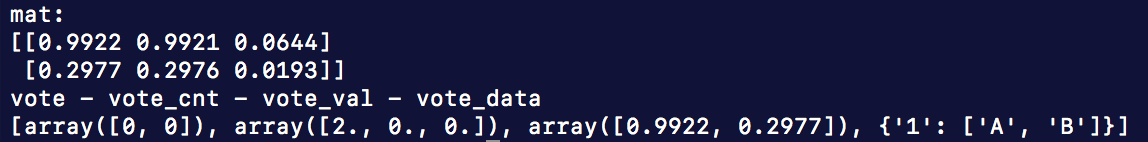 mat:
[[0.9922 0.9921 0.0644]
 [0.2977 0.2976 0.0193]]
vote – vote_cnt – vote_val – vote_data
[array([0, 0]), array([2., 0., 0.]), array([0.9922, 0.2977]), {'1': ['A', 'B']}]